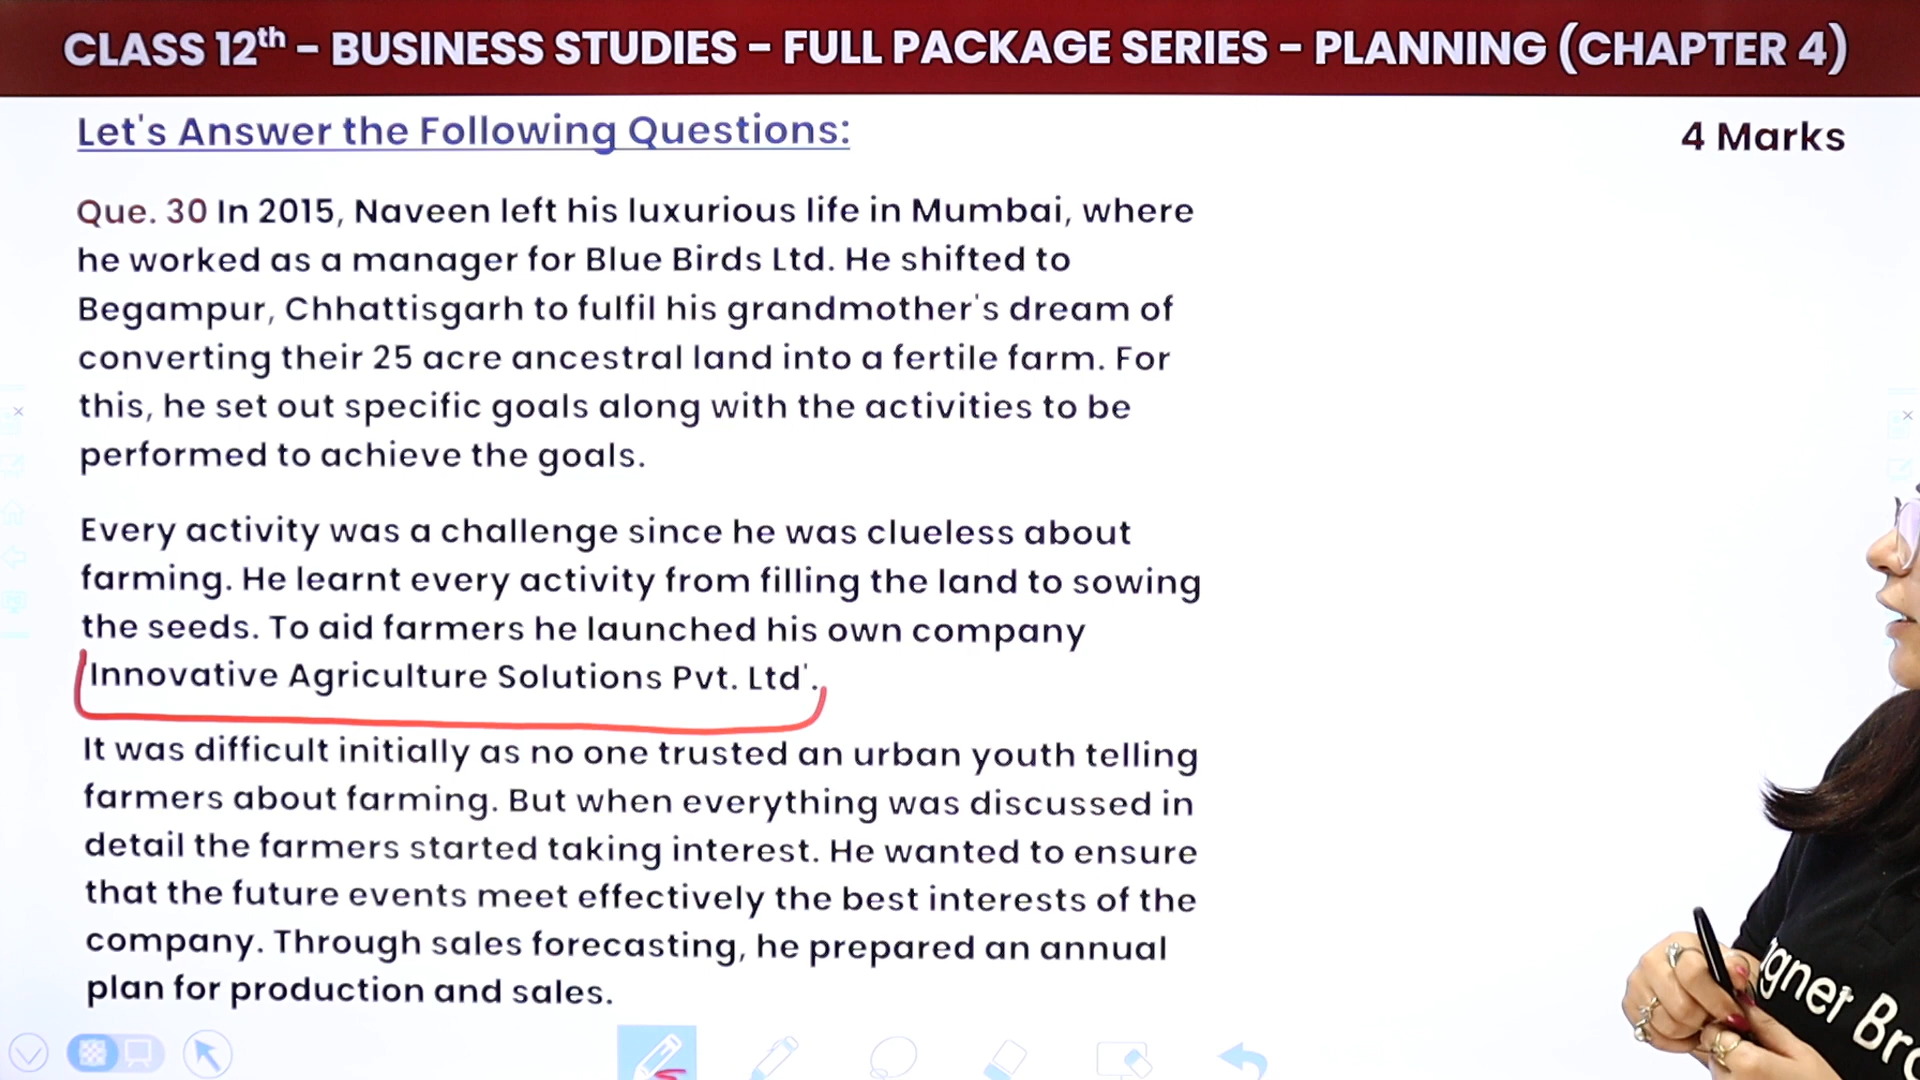 CLASS 12th – BUSINESS STUDIES – FULL PACKAGE SERIES – PLANNING (CHAPTER 4)
Let's Answer the Following Questions:
4 Marks
Que. 30 In 2015, Naveen left his luxurious life in Mumbai, where
he worked as a manager for Blue Birds Ltd. He shifted to
Begampur, Chhattisgarh to fulfil his grandmother's dream of
converting their 25 acre ancestral land into a fertile farm. For
this, he set out specific goals along with the activities to be
performed to achieve the goals.
Every activity was a challenge since he was clueless about
farming. He learnt every activity from filling the land to sowing
the seeds. To aid farmers he launched his own company
'Innovative Agriculture Solutions Pvt. Ltd'.
It was difficult initially as no one trusted an urban youth telling
farmers about farming. But when everything was discussed in
detail the farmers started taking interest. He wanted to ensure
that the future events meet effectively the best interests of the
company. Through sales forecasting, he prepared an annual
plan for production and sales.
gnet Bro